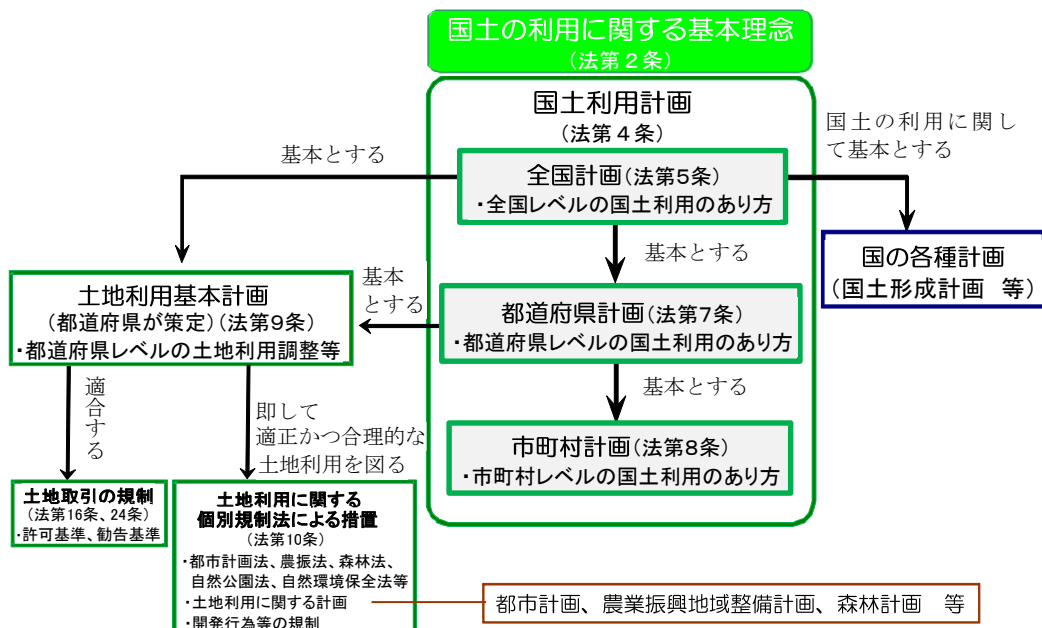 国土の利用に関する基本理念
(法第２条)
国土利用計画
(法第４条)
国土の利用に関し
て基本とする
基本とする
全国計画(法第5条)
・全国レベルの国土利用のあり方
基本とする
国の各種計画
(国土形成計画　等)
基本
とする
土地利用基本計画
(都道府県が策定)(法第９条)
・都道府県レベルの土地利用調整等
都道府県計画(法第7条)
・都道府県レベルの国土利用のあり方
基本とする
適合する
即して
適正かつ合理的な
土地利用を図る
市町村計画(法第8条)
・市町村レベルの国土利用のあり方
土地取引の規制
(法第16条、24条)
・許可基準、勧告基準
土地利用に関する
個別規制法による措置
(法第10条)
・都市計画法、農振法、森林法、
自然公園法、自然環境保全法等
・土地利用に関する計画
・開発行為等の規制
都市計画、農業振興地域整備計画、森林計画　等